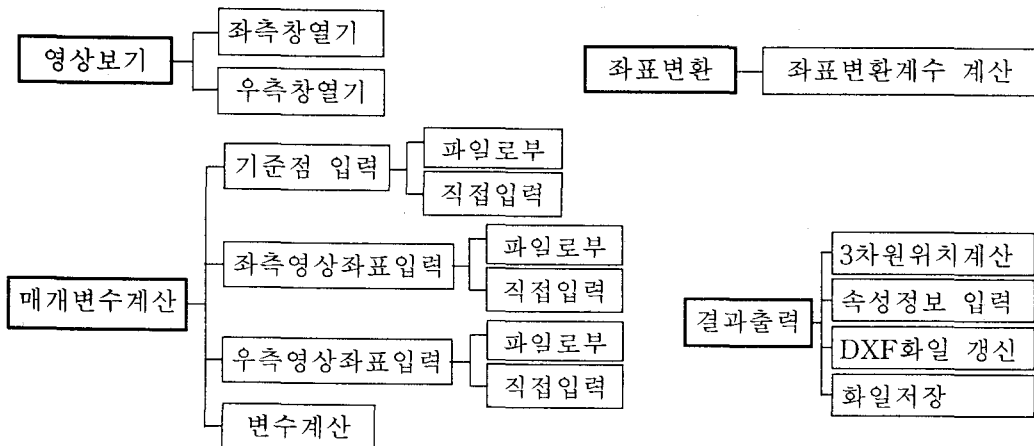 영상보기
좌측창열기
우측창열기
좌표변환
좌표변환계수 계산
매개변수계산
기준점 입력
파일로부
직접입력
좌측영상좌표입력
파일로부
직접입력
우측영상좌표입력
파일로부
직접입력
변수계산
결과출력
3차원위치계산
속성정보 입력
DXF화일 갱신
화일저장